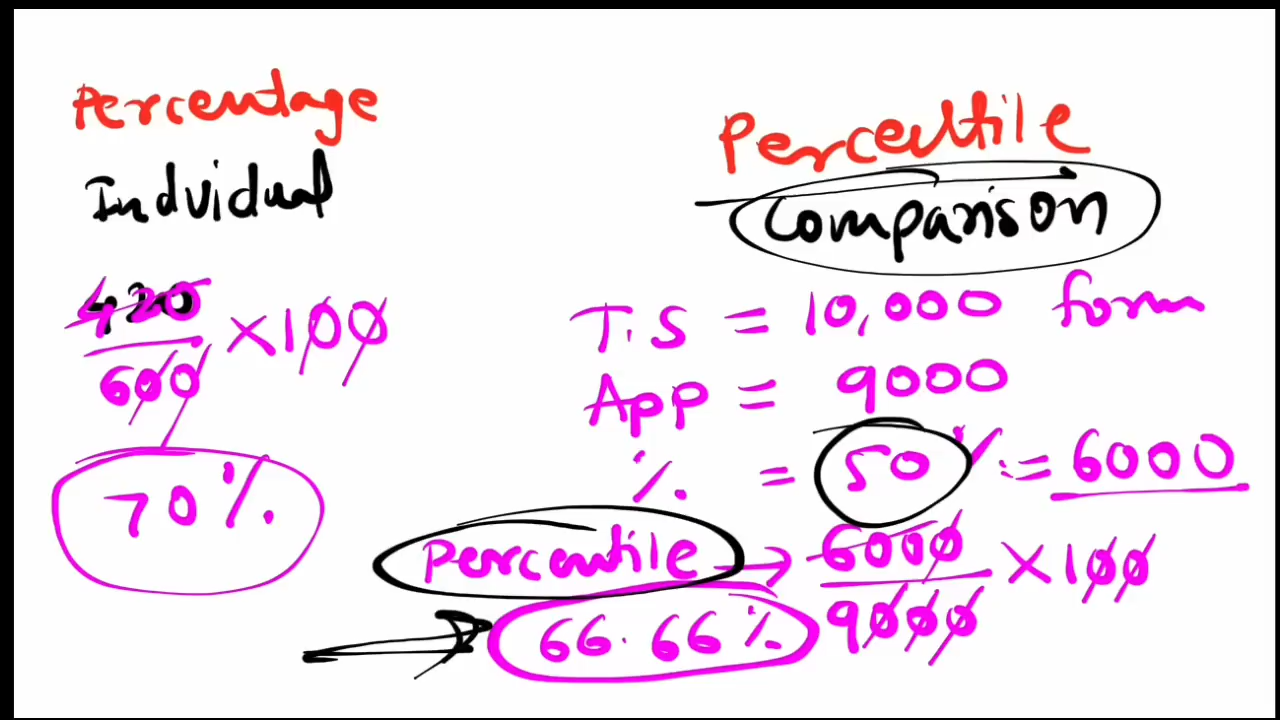 Percentage
Indvidual
420
600
×100
70%
Percentile
Comparison
T.S = 10,000 form
App = 9000
% = 50%. = 6000
Percentile → 6000
9000
×100
66.66%